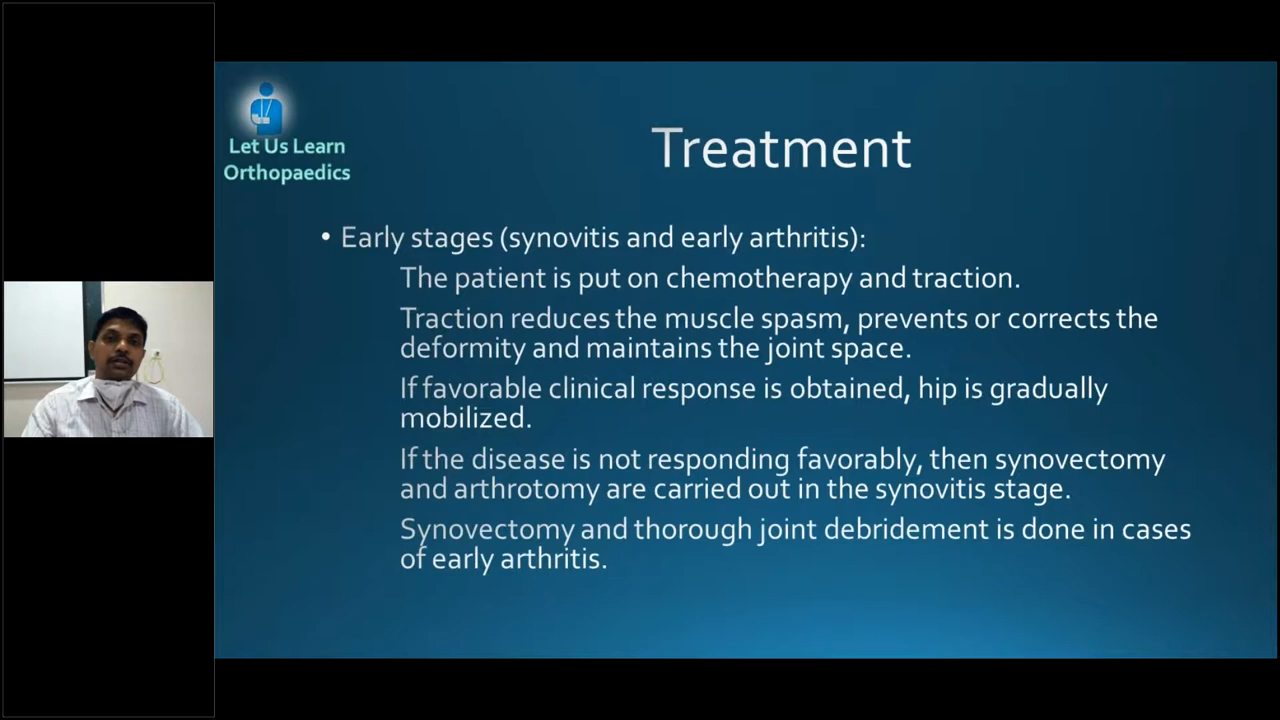 Let Us Learn
Orthopaedics
Treatment
• Early stages (synovitis and early arthritis):
The patient is put on chemotherapy and traction.
Traction reduces the muscle spasm, prevents or corrects the
deformity and maintains the joint space.
If favorable clinical response is obtained, hip is gradually
mobilized.
If the disease is not responding favorably, then synovectomy
and arthrotomy are carried out in the synovitis stage.
Synovectomy and thorough joint debridement is done in cases
of early arthritis.